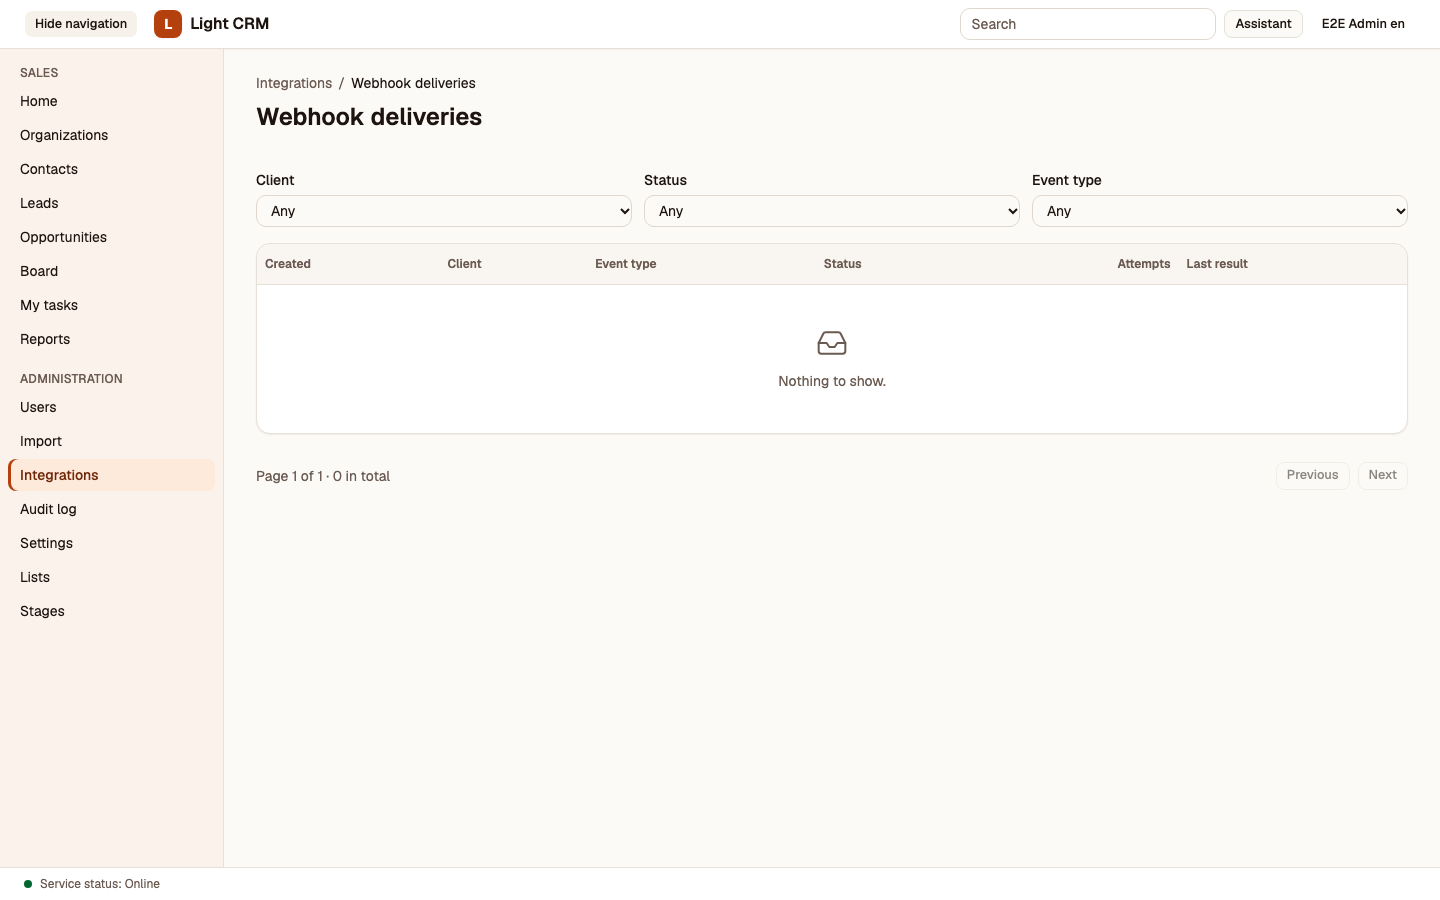 Hide navigation
L
Light CRM
Search
Assistant
E2E Admin en
SALES
Home
Organizations
Contacts
Leads
Opportunities
Board
My tasks
Reports
ADMINISTRATION
Users
Import
Integrations
Audit log
Settings
Lists
Stages
Integrations / Webhook deliveries
Webhook deliveries
Client Status Event type
Any Any Any
Created Client Event type Status Attempts Last result
Nothing to show.
Page 1 of 1 · 0 in total
Previous Next
Service status: Online